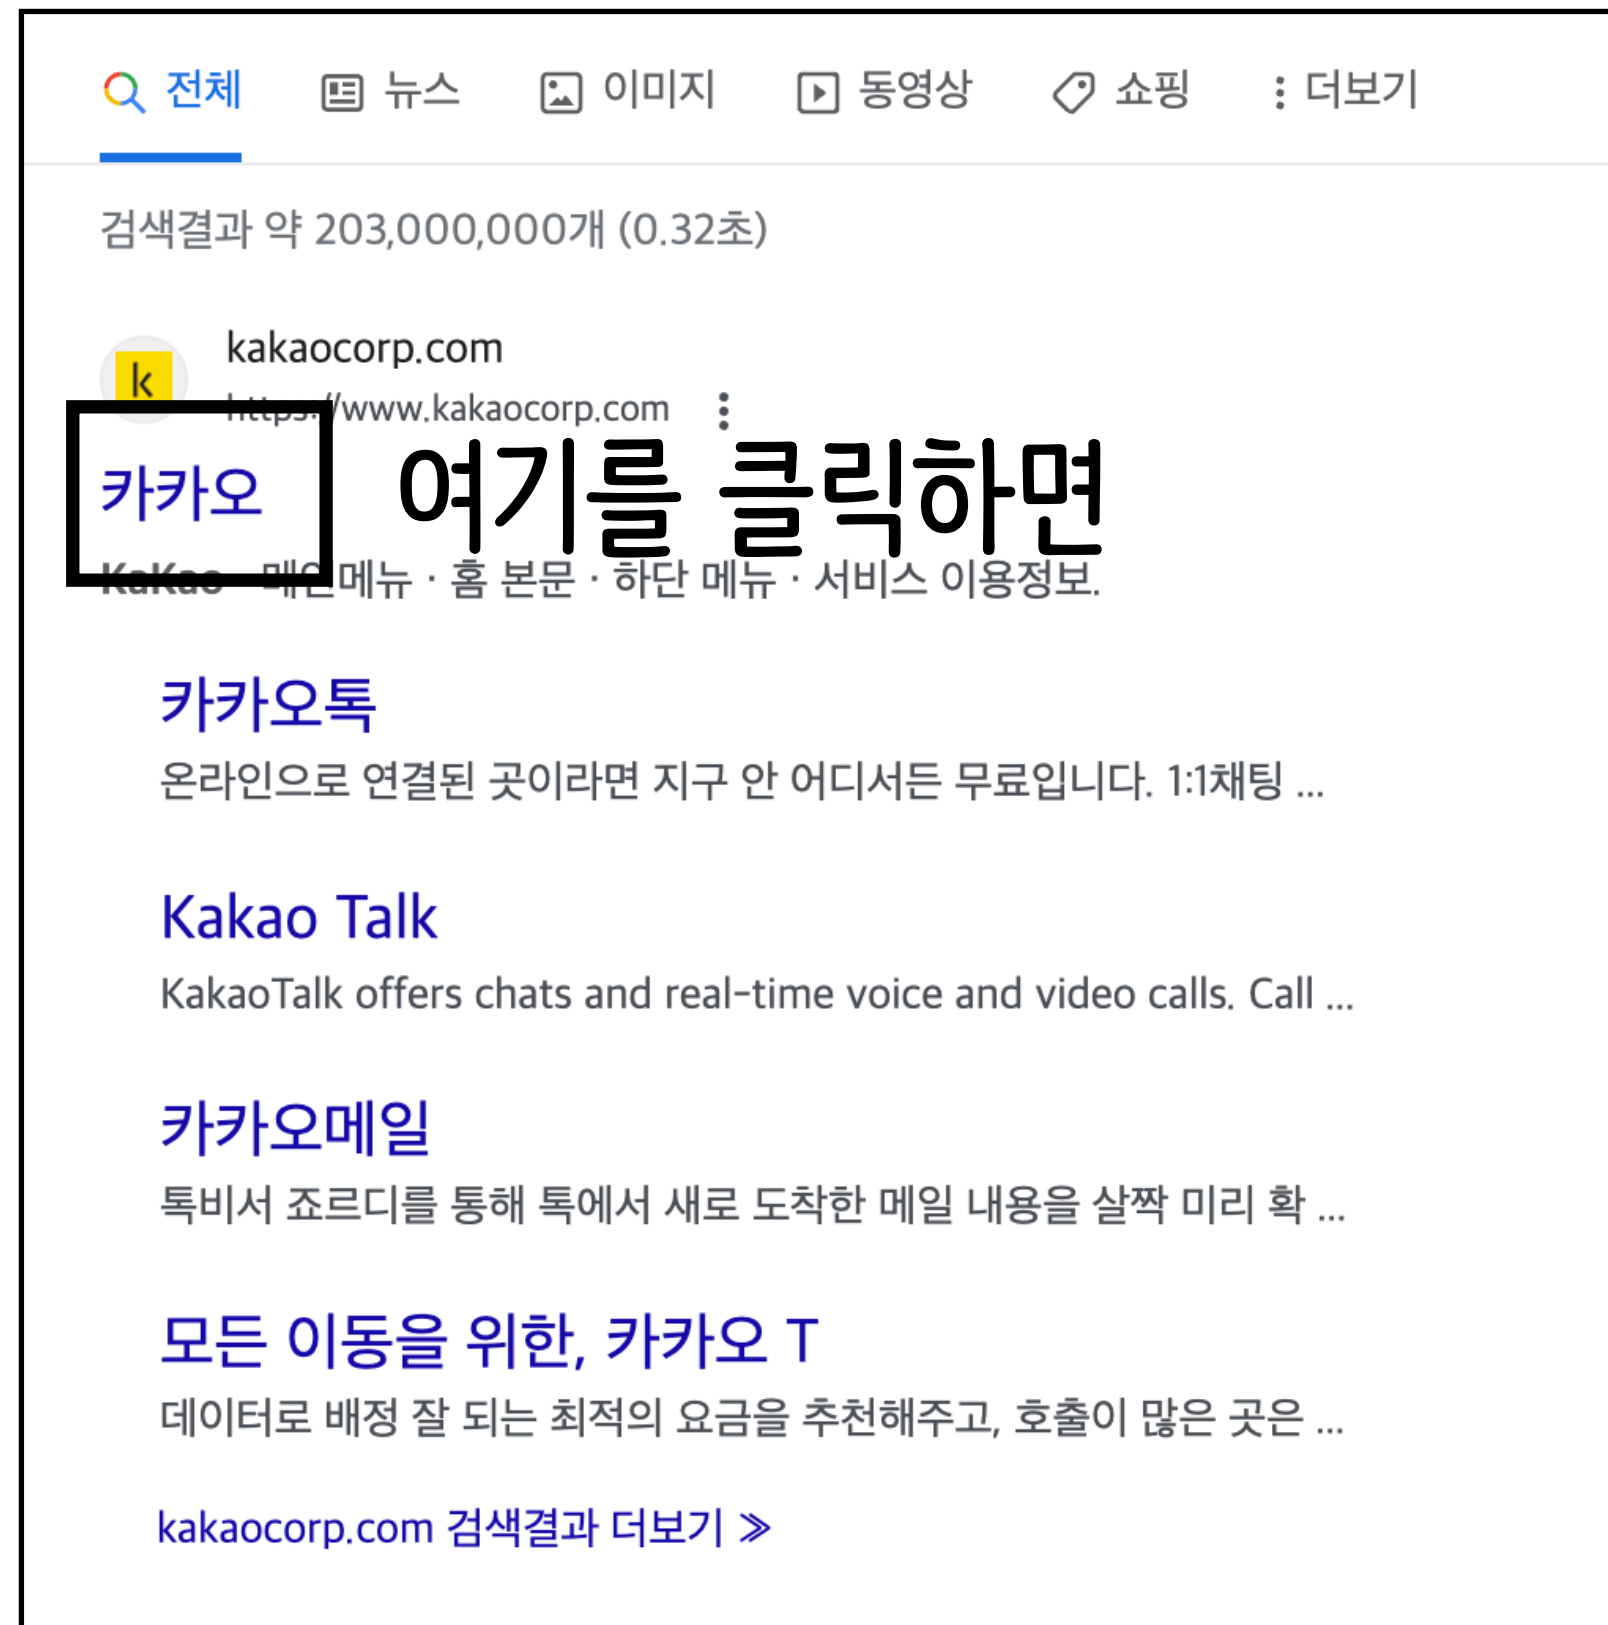 전체 뉴스 이미지 동영상 쇼핑 더보기
검색결과 약 203,000,000개 (0.32초)
k
kakaocorp.com
https://www.kakaocorp.com
카카오 여기를 클릭하면
KaKao 메인메뉴 · 홈 본문 · 하단 메뉴 · 서비스 이용정보.
카카오톡
온라인으로 연결된 곳이라면 지구 안 어디서든 무료입니다. 1:1채팅 ...
Kakao Talk
KakaoTalk offers chats and real-time voice and video calls. Call ...
카카오메일
톡비서 죠르디를 통해 톡에서 새로 도착한 메일 내용을 살짝 미리 확 ...
모든 이동을 위한, 카카오 T
데이터로 배정 잘 되는 최적의 요금을 추천해주고, 호출이 많은 곳은 ...
kakaocorp.com 검색결과 더보기 ≫